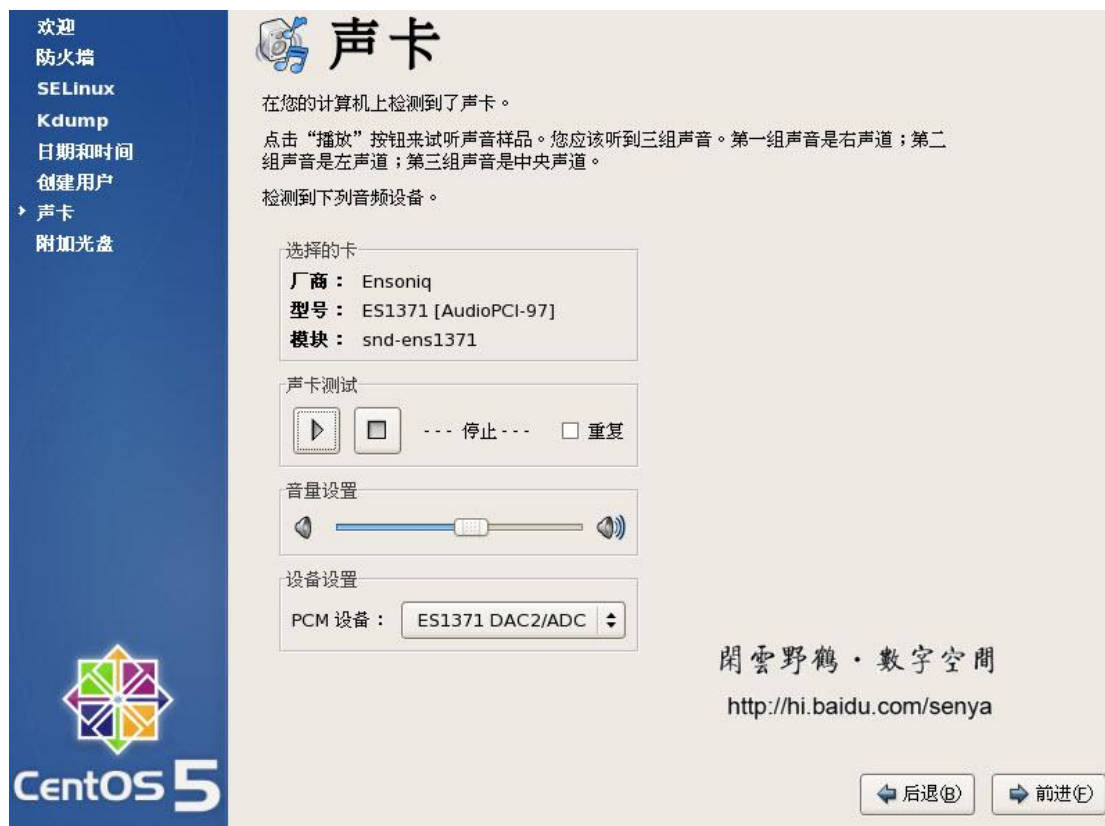 欢迎
防火墙
SELinux
Kdump
日期和时间
创建用户
声卡
附加光盘
声卡
在您的计算机上检测到了声卡。
点击“播放”按钮来试听声音样品。您应该听到三组声音。第一组声音是右声道；第二
组声音是左声道；第三组声音是中央声道。
检测到下列音频设备。
选择的卡
厂商： Ensoniq
型号： ES1371 [AudioPCI-97]
模块： snd-ens1371
声卡测试
--- 停止--- 重复
音量设置
设备设置
PCM 设备： ES1371 DAC2/ADC
閑雲野鶴·數字空間
http://hi.baidu.com/senya
CentOS 5
后退(B) 前进(F)